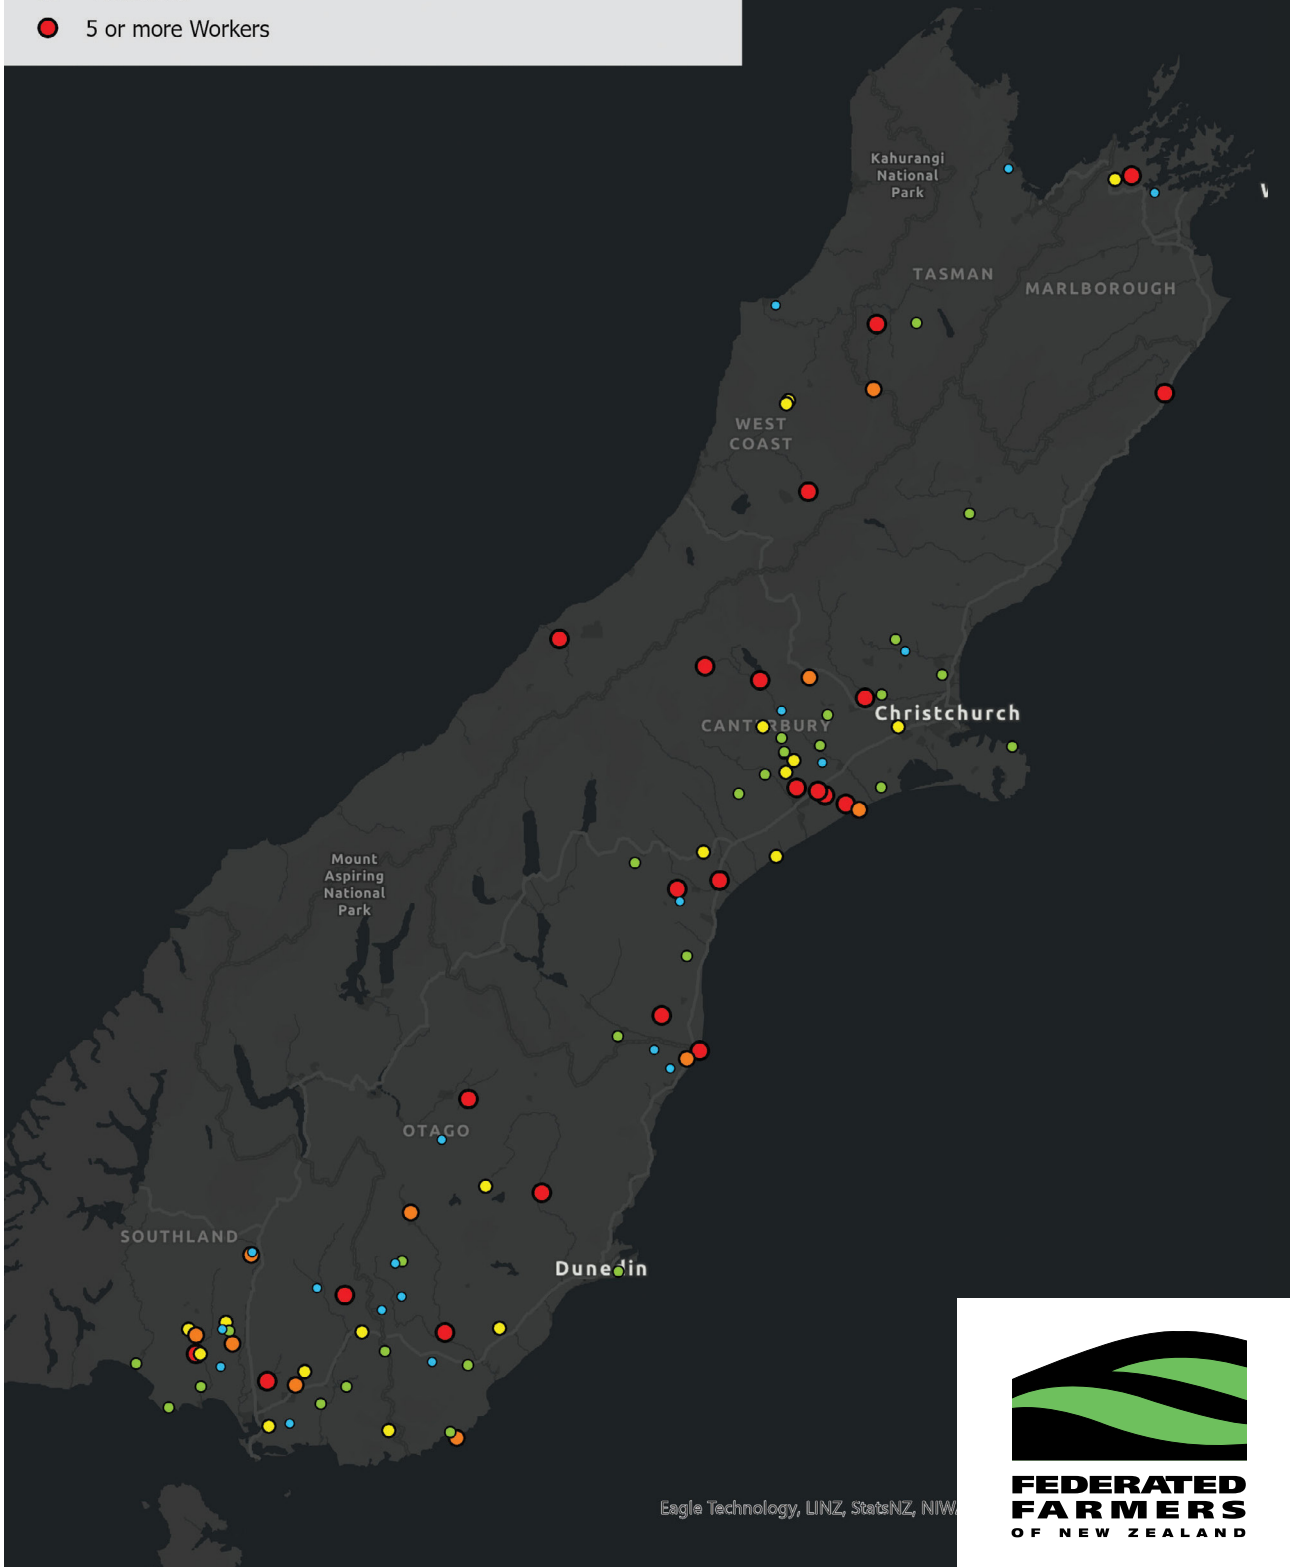 5 or more Workers
Kahurangi
National
Park
TASMAN
MARLBOROUGH
WEST
COAST
CANTERBURY
Christchurch
Mount
Aspiring
National
Park
OTAGO
SOUTHLAND
Dunedin
Eagle Technology, LINZ, StatsNZ, NIWA
FEDERATED
FARMERS
OF NEW ZEALAND